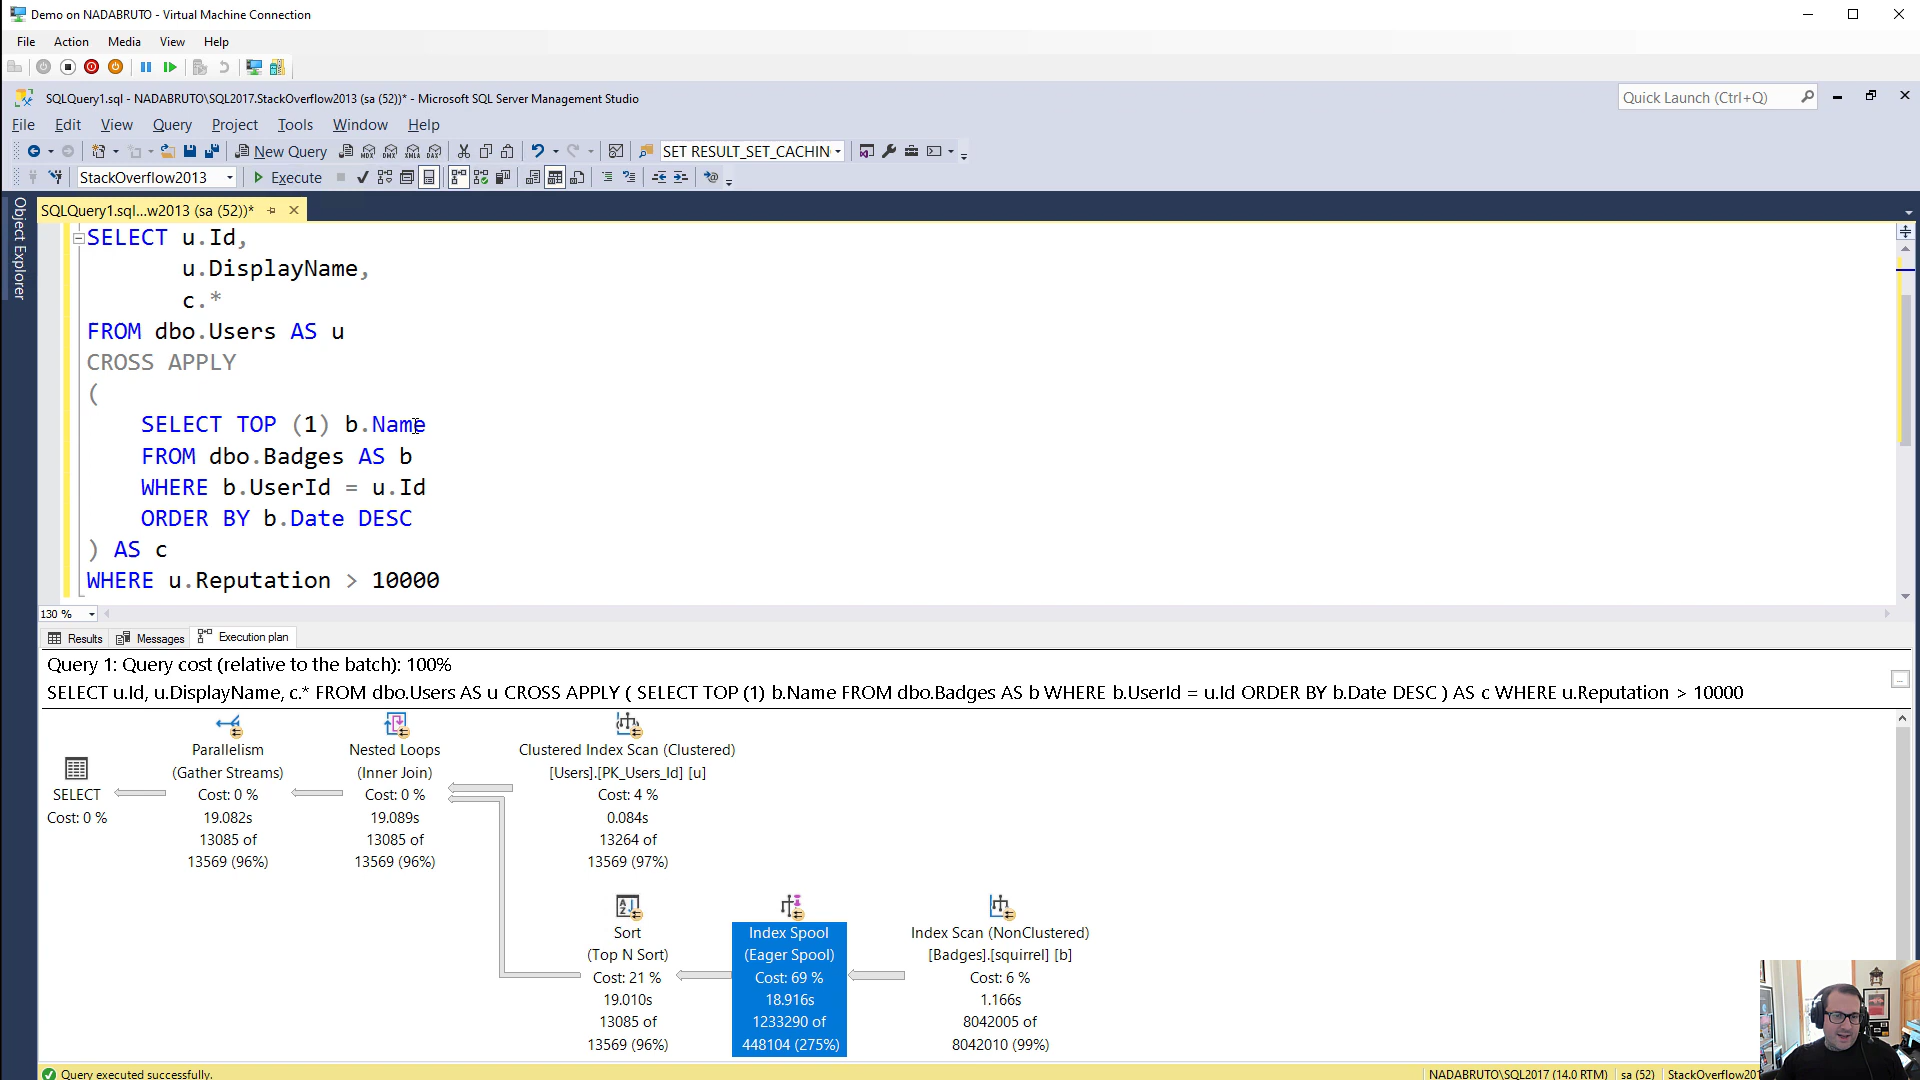 Demo on NADABRUTO - Virtual Machine Connection
File Action Media View Help
SQLQuery1.sql - NADABRUTO\SQL2017.StackOverflow2013 (sa (52))* - Microsoft SQL Server Management Studio
Quick Launch (Ctrl+Q)
File Edit View Query Project Tools Window Help
New Query
MDX DMX XMLA DAX
SET RESULT_SET_CACHIN
StackOverflow2013
Execute
Object Explorer
SQLQuery1.sql...w2013 (sa (52))*
SELECT u.Id,
u.DisplayName,
c.*
FROM dbo.Users AS u
CROSS APPLY
(
SELECT TOP (1) b.Name
FROM dbo.Badges AS b
WHERE b.UserId = u.Id
ORDER BY b.Date DESC
) AS c
WHERE u.Reputation > 10000
130 %
Results Messages Execution plan
Query 1: Query cost (relative to the batch): 100%
SELECT u.Id, u.DisplayName, c.* FROM dbo.Users AS u CROSS APPLY ( SELECT TOP (1) b.Name FROM dbo.Badges AS b WHERE b.UserId = u.Id ORDER BY b.Date DESC ) AS c WHERE u.Reputation > 10000
...
SELECT
Cost: 0 %
Parallelism
(Gather Streams)
Cost: 0 %
19.082s
13085 of
13569 (96%)
Nested Loops
(Inner Join)
Cost: 0 %
19.089s
13085 of
13569 (96%)
Clustered Index Scan (Clustered)
[Users].[PK_Users_Id] [u]
Cost: 4 %
0.084s
13264 of
13569 (97%)
Sort
(Top N Sort)
Cost: 21 %
19.010s
13085 of
13569 (96%)
Index Spool
(Eager Spool)
Cost: 69 %
18.916s
1233290 of
448104 (275%)
Index Scan (NonClustered)
[Badges].[squirrel] [b]
Cost: 6 %
1.166s
8042005 of
8042010 (99%)
Query executed successfully.
NADABRUTO\SQL2017 (14.0 RTM) sa (52) StackOverflow201